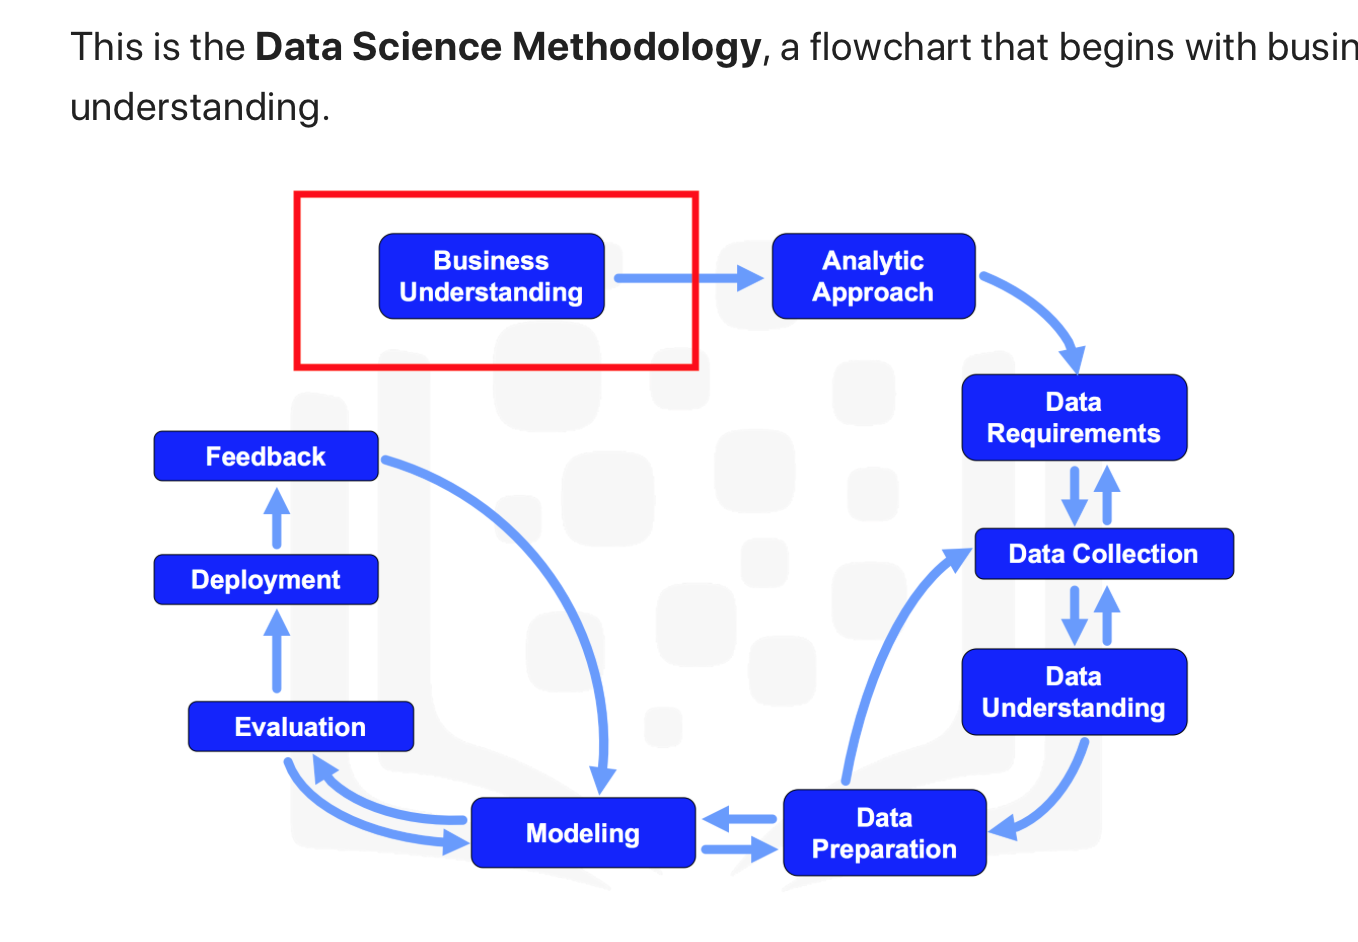 This is the Data Science Methodology, a flowchart that begins with busin
understanding.
Business
Understanding
Analytic
Approach
Data
Requirements
Feedback
Data Collection
Deployment
Data
Understanding
Evaluation
Modeling
Data
Preparation